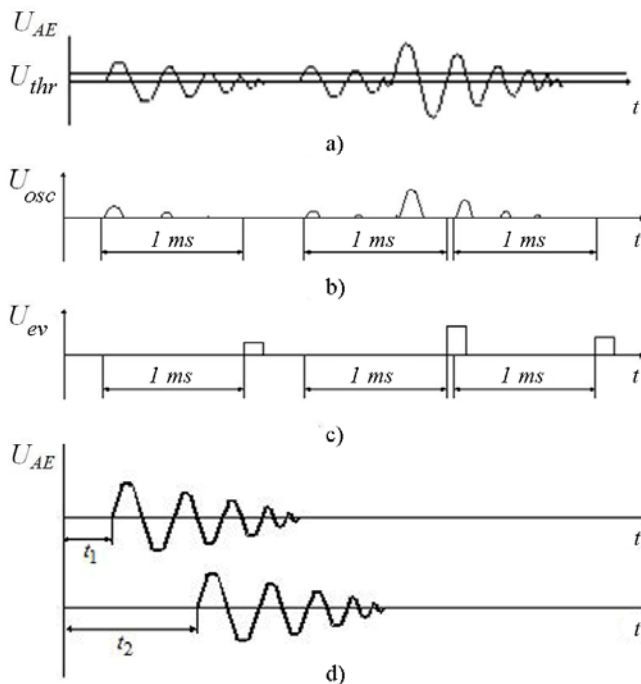 U_AE
U_thr
t
a)
U_osc
1 ms 1 ms 1 ms t
b)
U_ev
1 ms 1 ms 1 ms t
c)
U_AE
t_1 t
t_2 t
d)